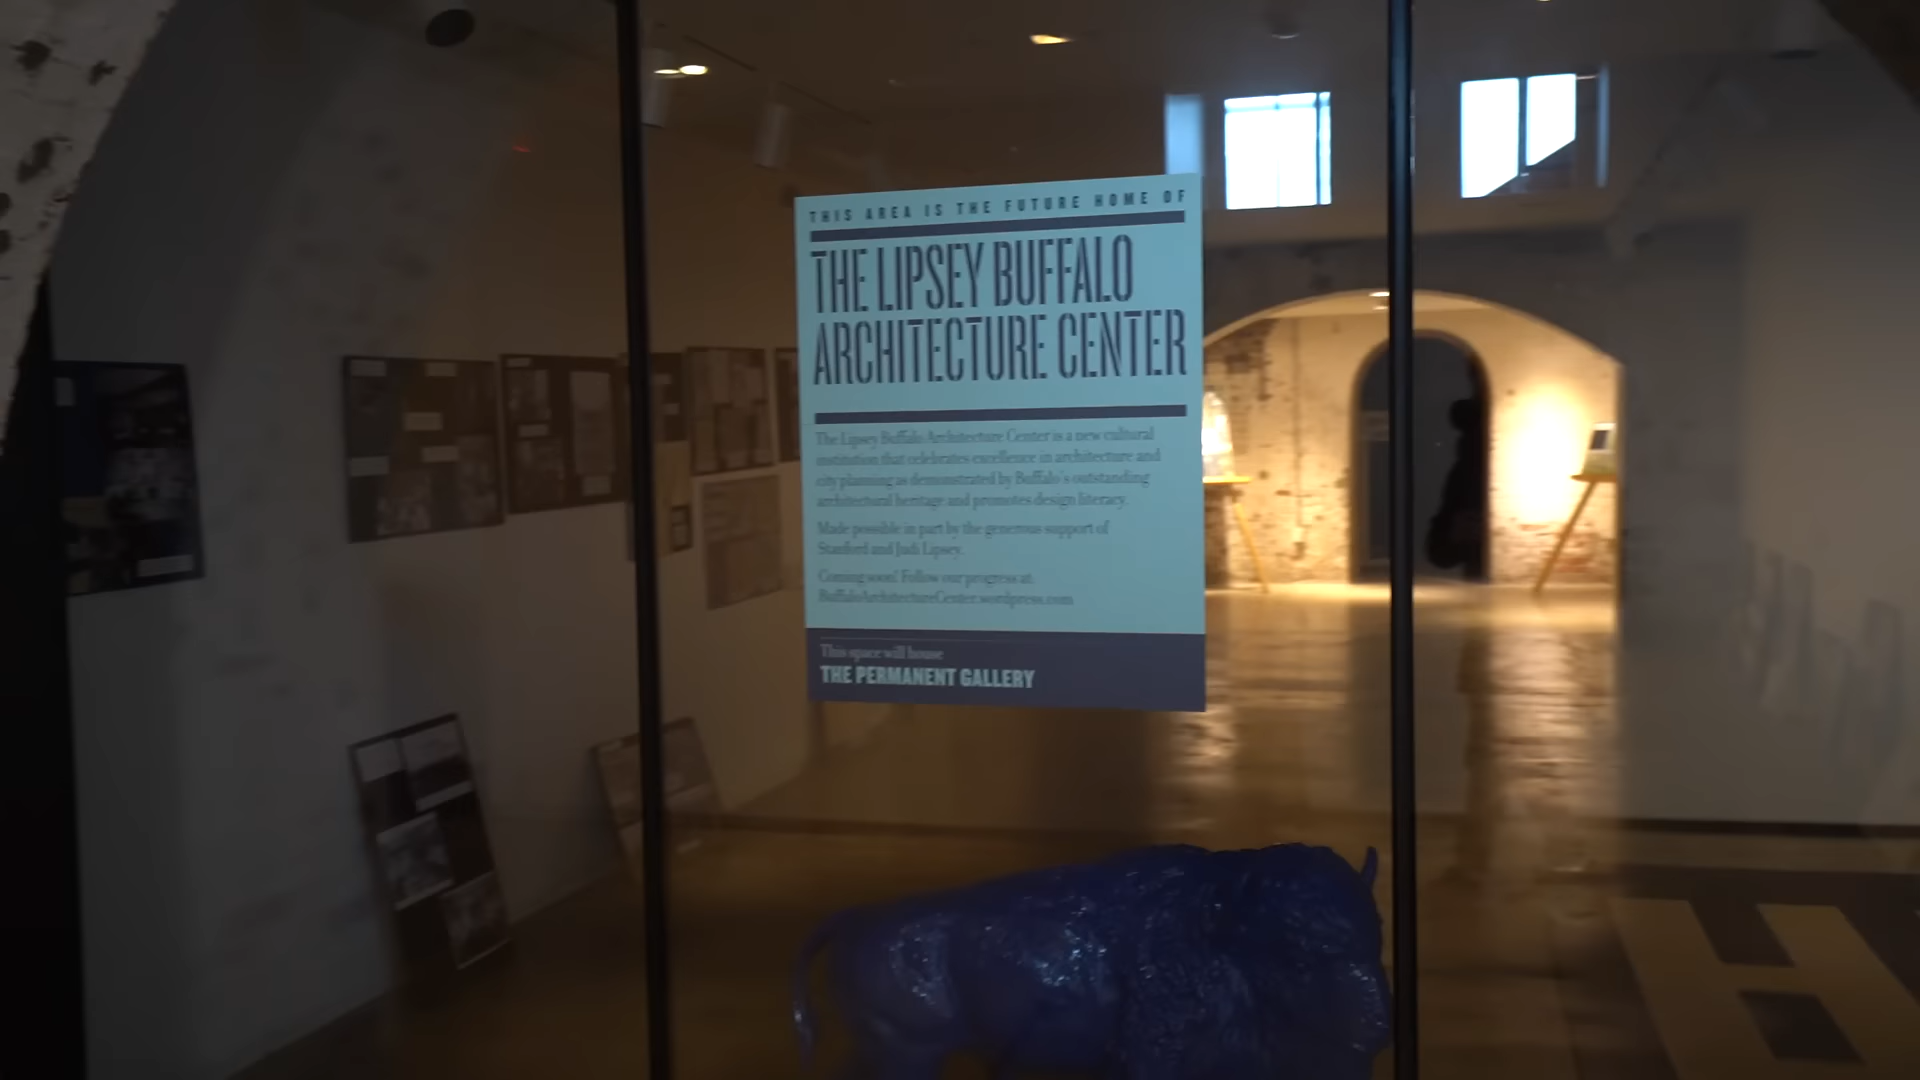 THIS AREA IS THE FUTURE HOME OF
THE LIPSEY BUFFALO
ARCHITECTURE CENTER
The Lipsey Buffalo Architecture Center is a new cultural
institution that celebrates excellence in architecture and
city planning as demonstrated by Buffalo's outstanding
architectural heritage and promotes design literacy.
Made possible in part by the generous support of
Stanford and Judi Lipsey.
Coming soon! Follow our progress at:
BuffaloArchitectureCenter.wordpress.com
This space will house
THE PERMANENT GALLERY